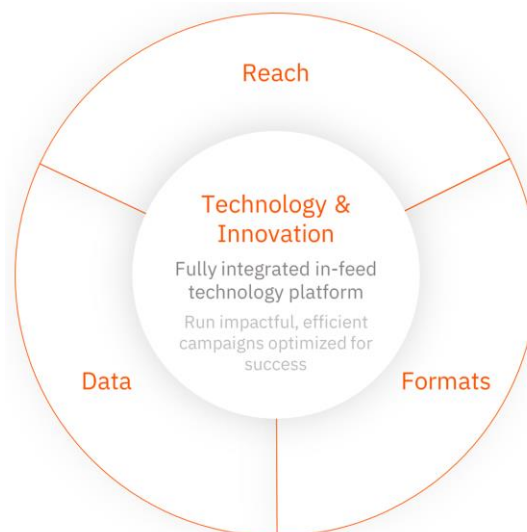 Reach
Technology &
Innovation
Fully integrated in-feed
technology platform
Run impactful, efficient
campaigns optimized for
success
Data
Formats